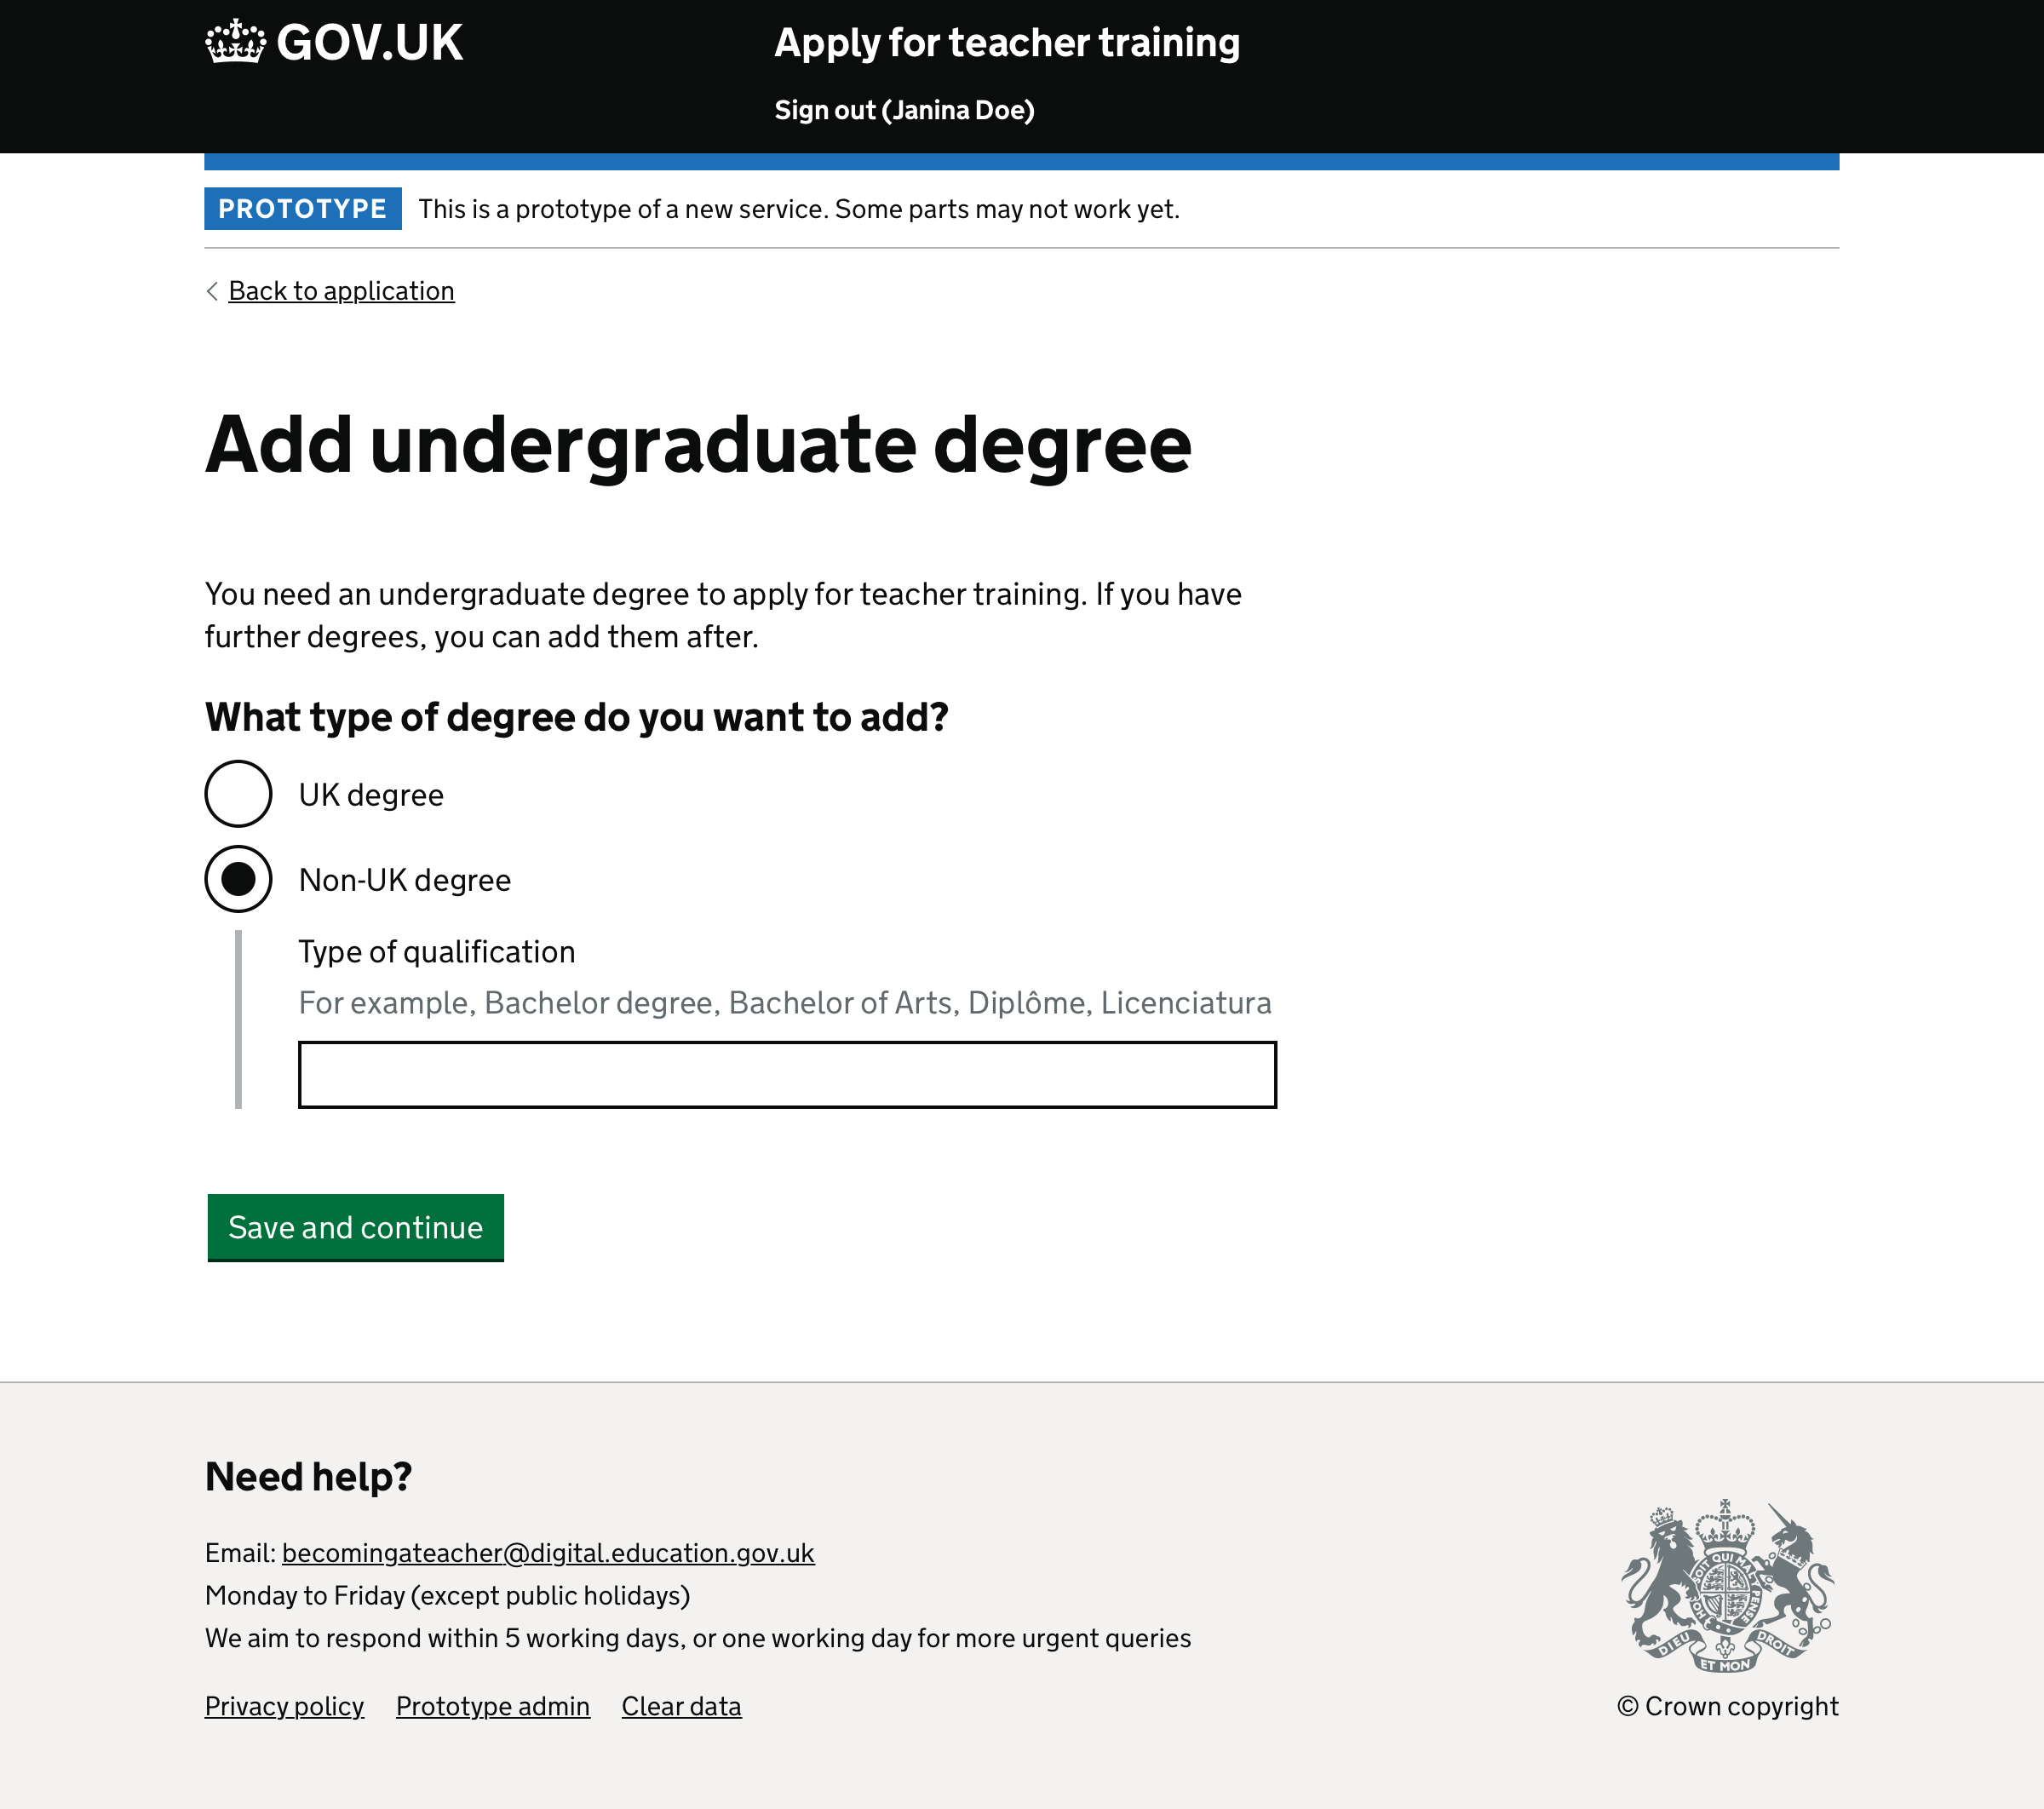 GOV.UK
Apply for teacher training
Sign out (Janina Doe)
PROTOTYPE This is a prototype of a new service. Some parts may not work yet.
Back to application
Add undergraduate degree
You need an undergraduate degree to apply for teacher training. If you have
further degrees, you can add them after.
What type of degree do you want to add?
UK degree
Non-UK degree
Type of qualification
For example, Bachelor degree, Bachelor of Arts, Diplôme, Licenciatura
Save and continue
Need help?
Email: becomingateacher@digital.education.gov.uk
Monday to Friday (except public holidays)
We aim to respond within 5 working days, or one working day for more urgent queries
Privacy policy Prototype admin Clear data
HONI SOIT QUI MAL Y PENSE
DIEU ET MON DROIT
© Crown copyright